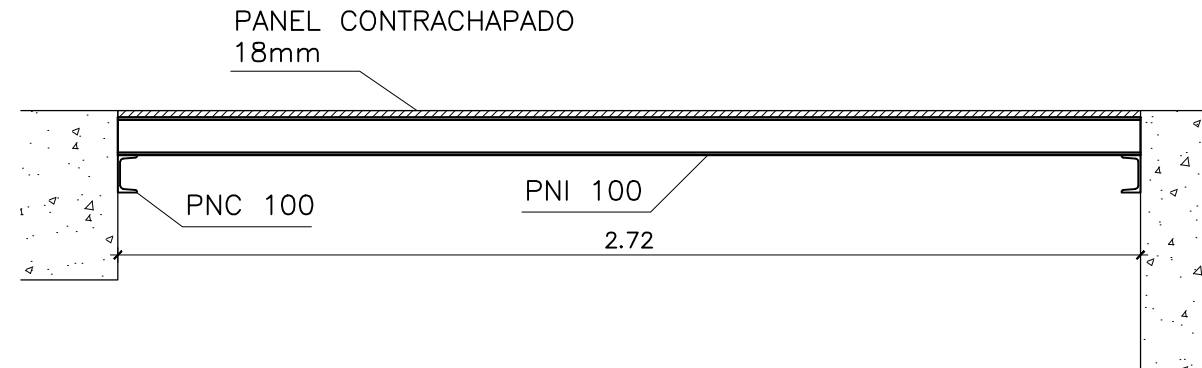 PANEL CONTRACHAPADO
18mm
PNC 100
PNI 100
2.72